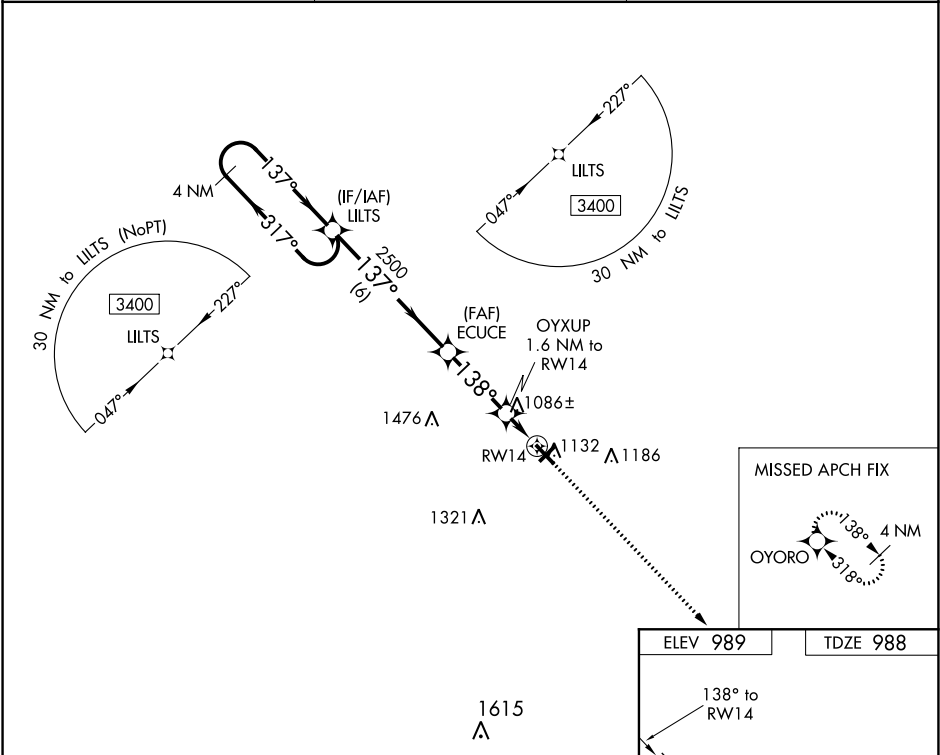 227°
LILTS
047°
3400
30 NM to LILTS
4 NM
137°
317°
(IF/IAF)
LILTS
2500
137°
(6)
30 NM to LILTS (NoPT)
3400
227°
LILTS
047°
(FAF)
ECUCE
138°
OYXUP
1.6 NM to
RW14
1086±
1476
RW14
1132
1186
1321
MISSED APCH FIX
138°
4 NM
OYORO
318°
ELEV 989
TDZE 988
138° to
RW14
1615